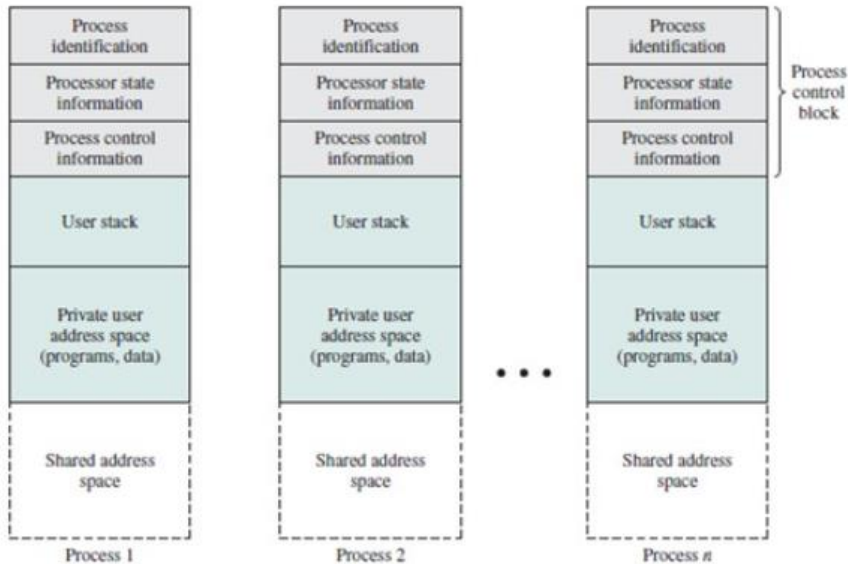 Process
identification
Processor state
information
Process control
information
User stack
Private user
address space
(programs, data)
Shared address
space
Process 1
Process
identification
Processor state
information
Process control
information
User stack
Private user
address space
(programs, data)
Shared address
space
Process 2
• • •
Process
identification
Processor state
information
Process control
information
User stack
Private user
address space
(programs, data)
Shared address
space
Process n
Process
control
block